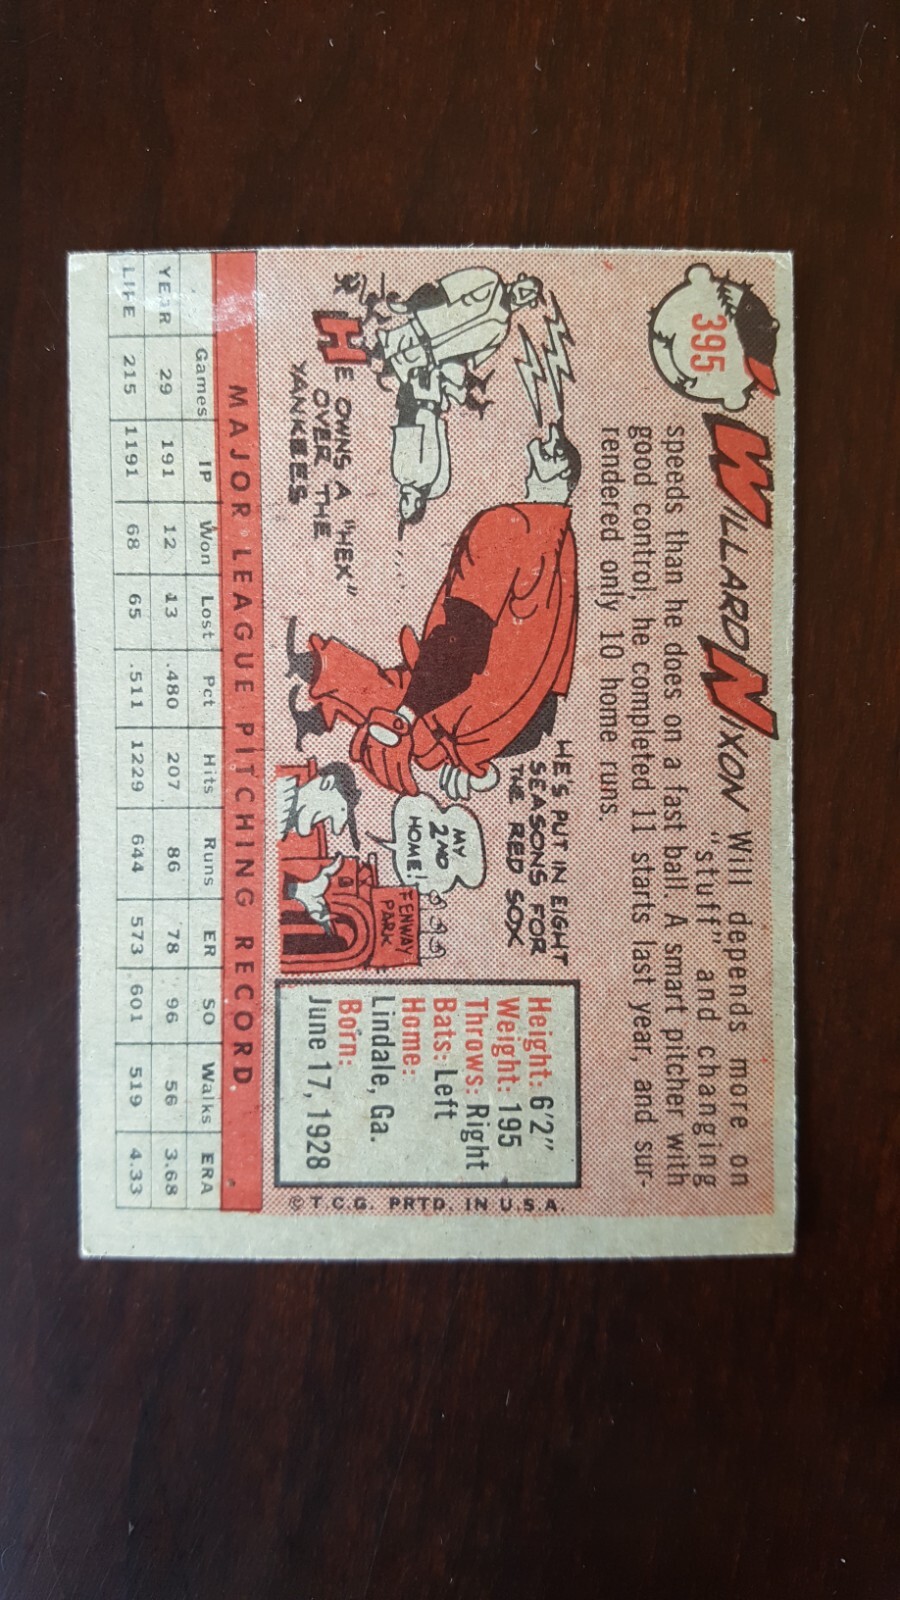 395
WILLARD NIXON
Will depends more on
"stuff" and changing
speeds than he does on a fast ball. A smart pitcher with
good control, he completed 11 starts last year, and sur-
rendered only 10 home runs.
HE OWNS A "HEX"
OVER THE
YANKEES
HE'S PUT IN EIGHT
SEASONS FOR
THE RED SOX
MY
2ND
HOME!
FENWAY
PARK
Height: 6'2"
Weight: 195
Throws: Right
Bats: Left
Home:
Lindale, Ga.
Born:
June 17, 1928
© T.C.G. PRTD. IN U.S.A.
MAJOR LEAGUE PITCHING RECORD
Games IP Won Lost Pct Hits Runs ER SO Walks ERA
YEAR 29 191 12 13 .480 207 86 78 96 56 3.68
LIFE 215 1191 68 65 .511 1229 644 573 601 519 4.33